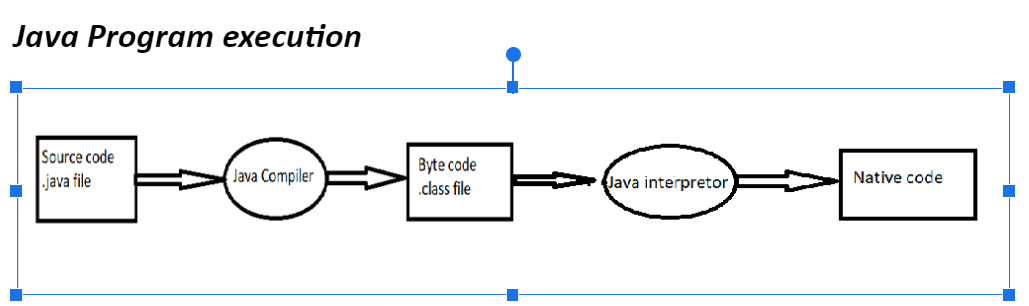 Java Program execution
Source code
.java file
Java Compiler
Byte code
.class file
Java interpretor
Native code